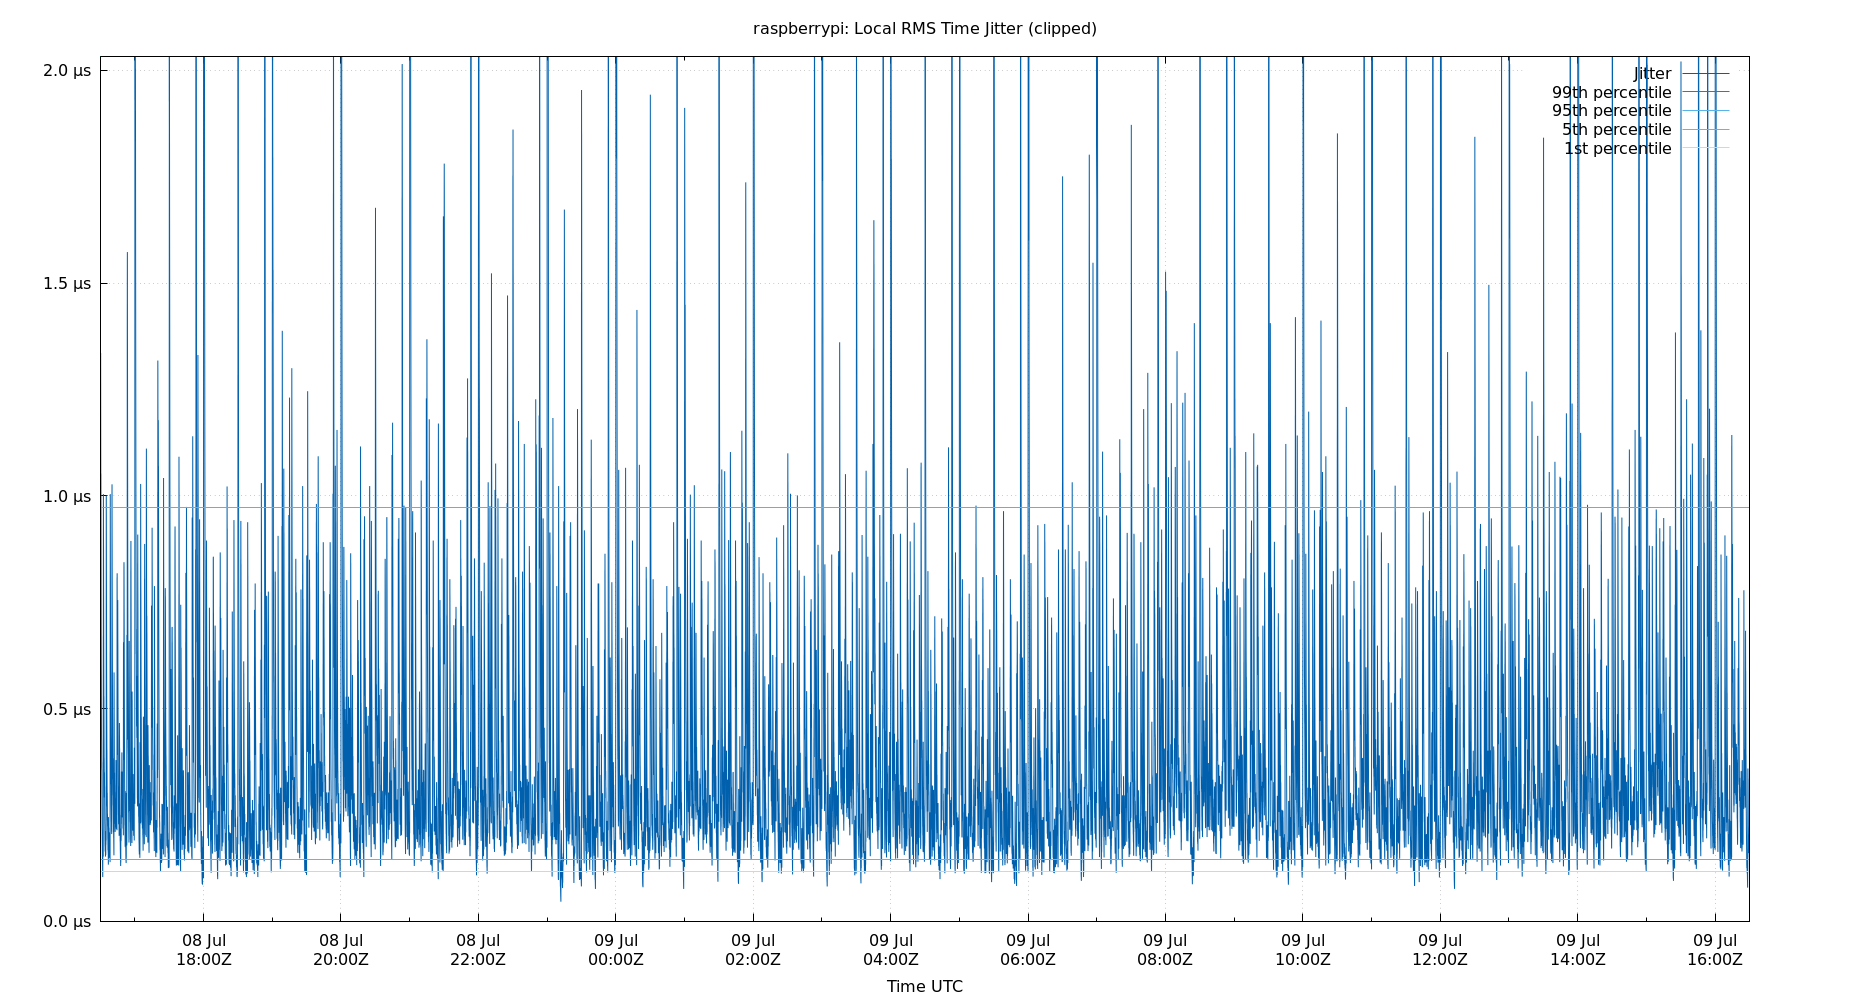 raspberrypi: Local RMS Time Jitter (clipped)
2.0 µs
1.5 µs
1.0 µs
0.5 µs
0.0 µs
Jitter
99th percentile
95th percentile
5th percentile
1st percentile
08 Jul 08 Jul 08 Jul 09 Jul 09 Jul 09 Jul 09 Jul 09 Jul 09 Jul 09 Jul 09 Jul 09 Jul
18:00Z 20:00Z 22:00Z 00:00Z 02:00Z 04:00Z 06:00Z 08:00Z 10:00Z 12:00Z 14:00Z 16:00Z
Time UTC